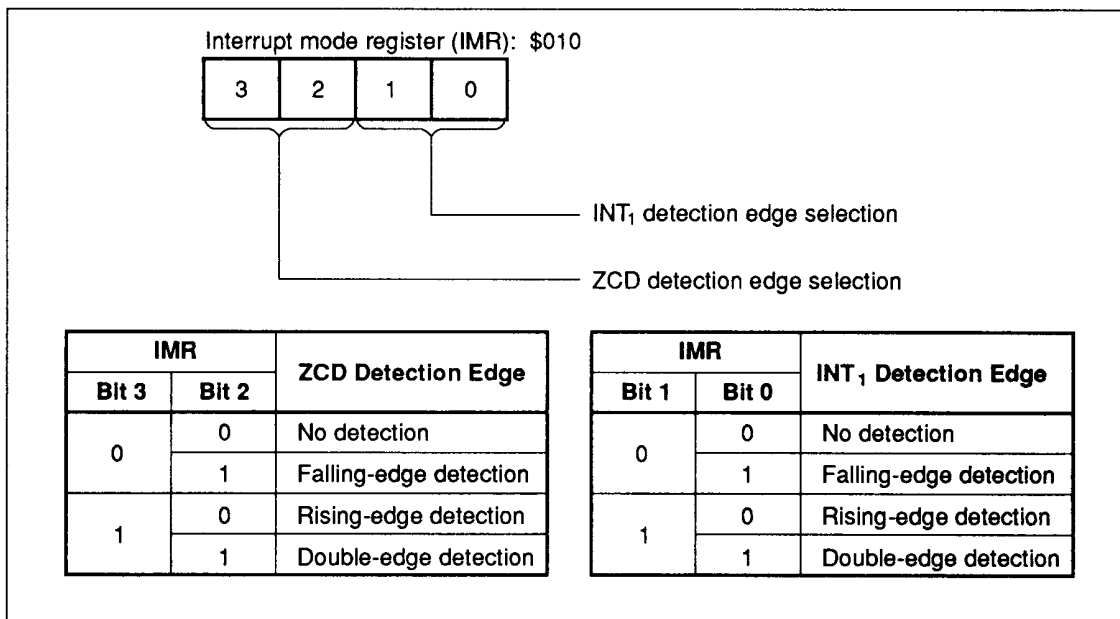 Interrupt mode register (IMR): $010
3 2 1 0
INT₁ detection edge selection
ZCD detection edge selection
IMR ZCD Detection Edge
Bit 3 Bit 2
0 0 No detection
1 Falling-edge detection
1 0 Rising-edge detection
1 Double-edge detection
IMR INT₁ Detection Edge
Bit 1 Bit 0
0 0 No detection
1 Falling-edge detection
1 0 Rising-edge detection
1 Double-edge detection